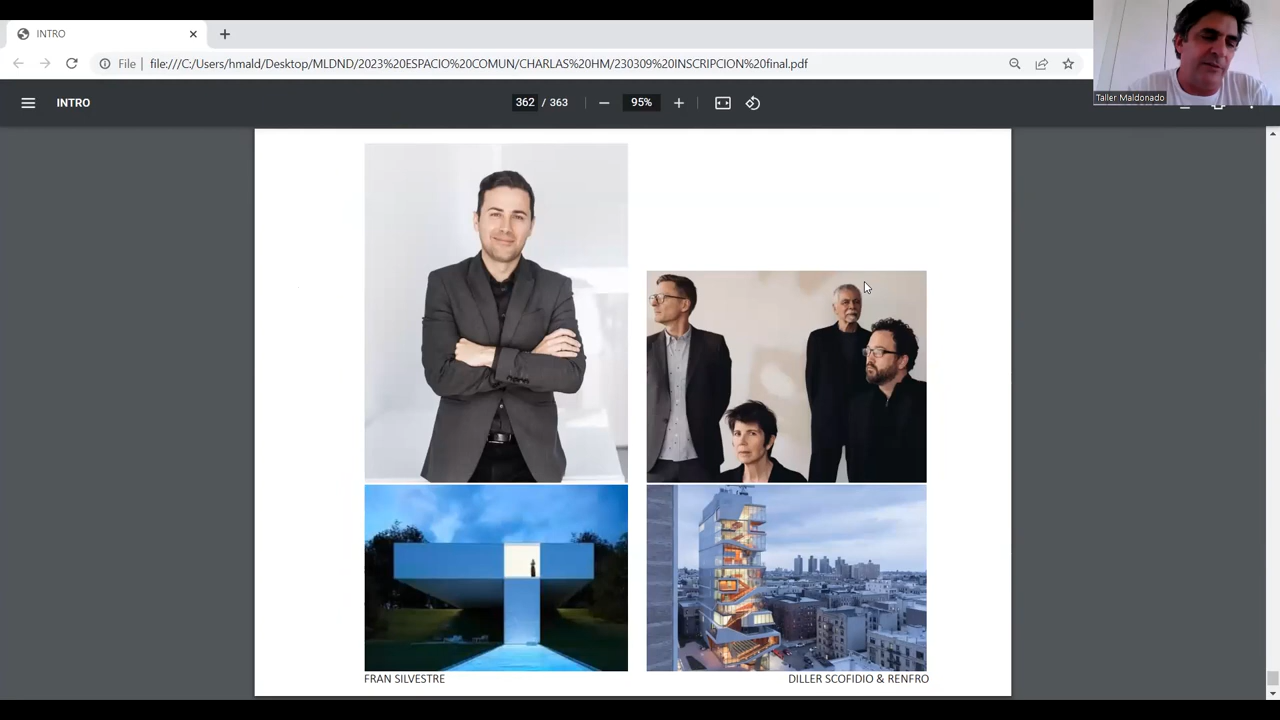 INTRO
File file:///C:/Users/hmald/Desktop/MLDND/2023%20ESPACIO%20COMUN/CHARLAS%20HM/230309%20INSCRIPCION%20final.pdf
Taller Maldonado
INTRO
362 / 363
95%
FRAN SILVESTRE
DILLER SCOFIDIO & RENFRO